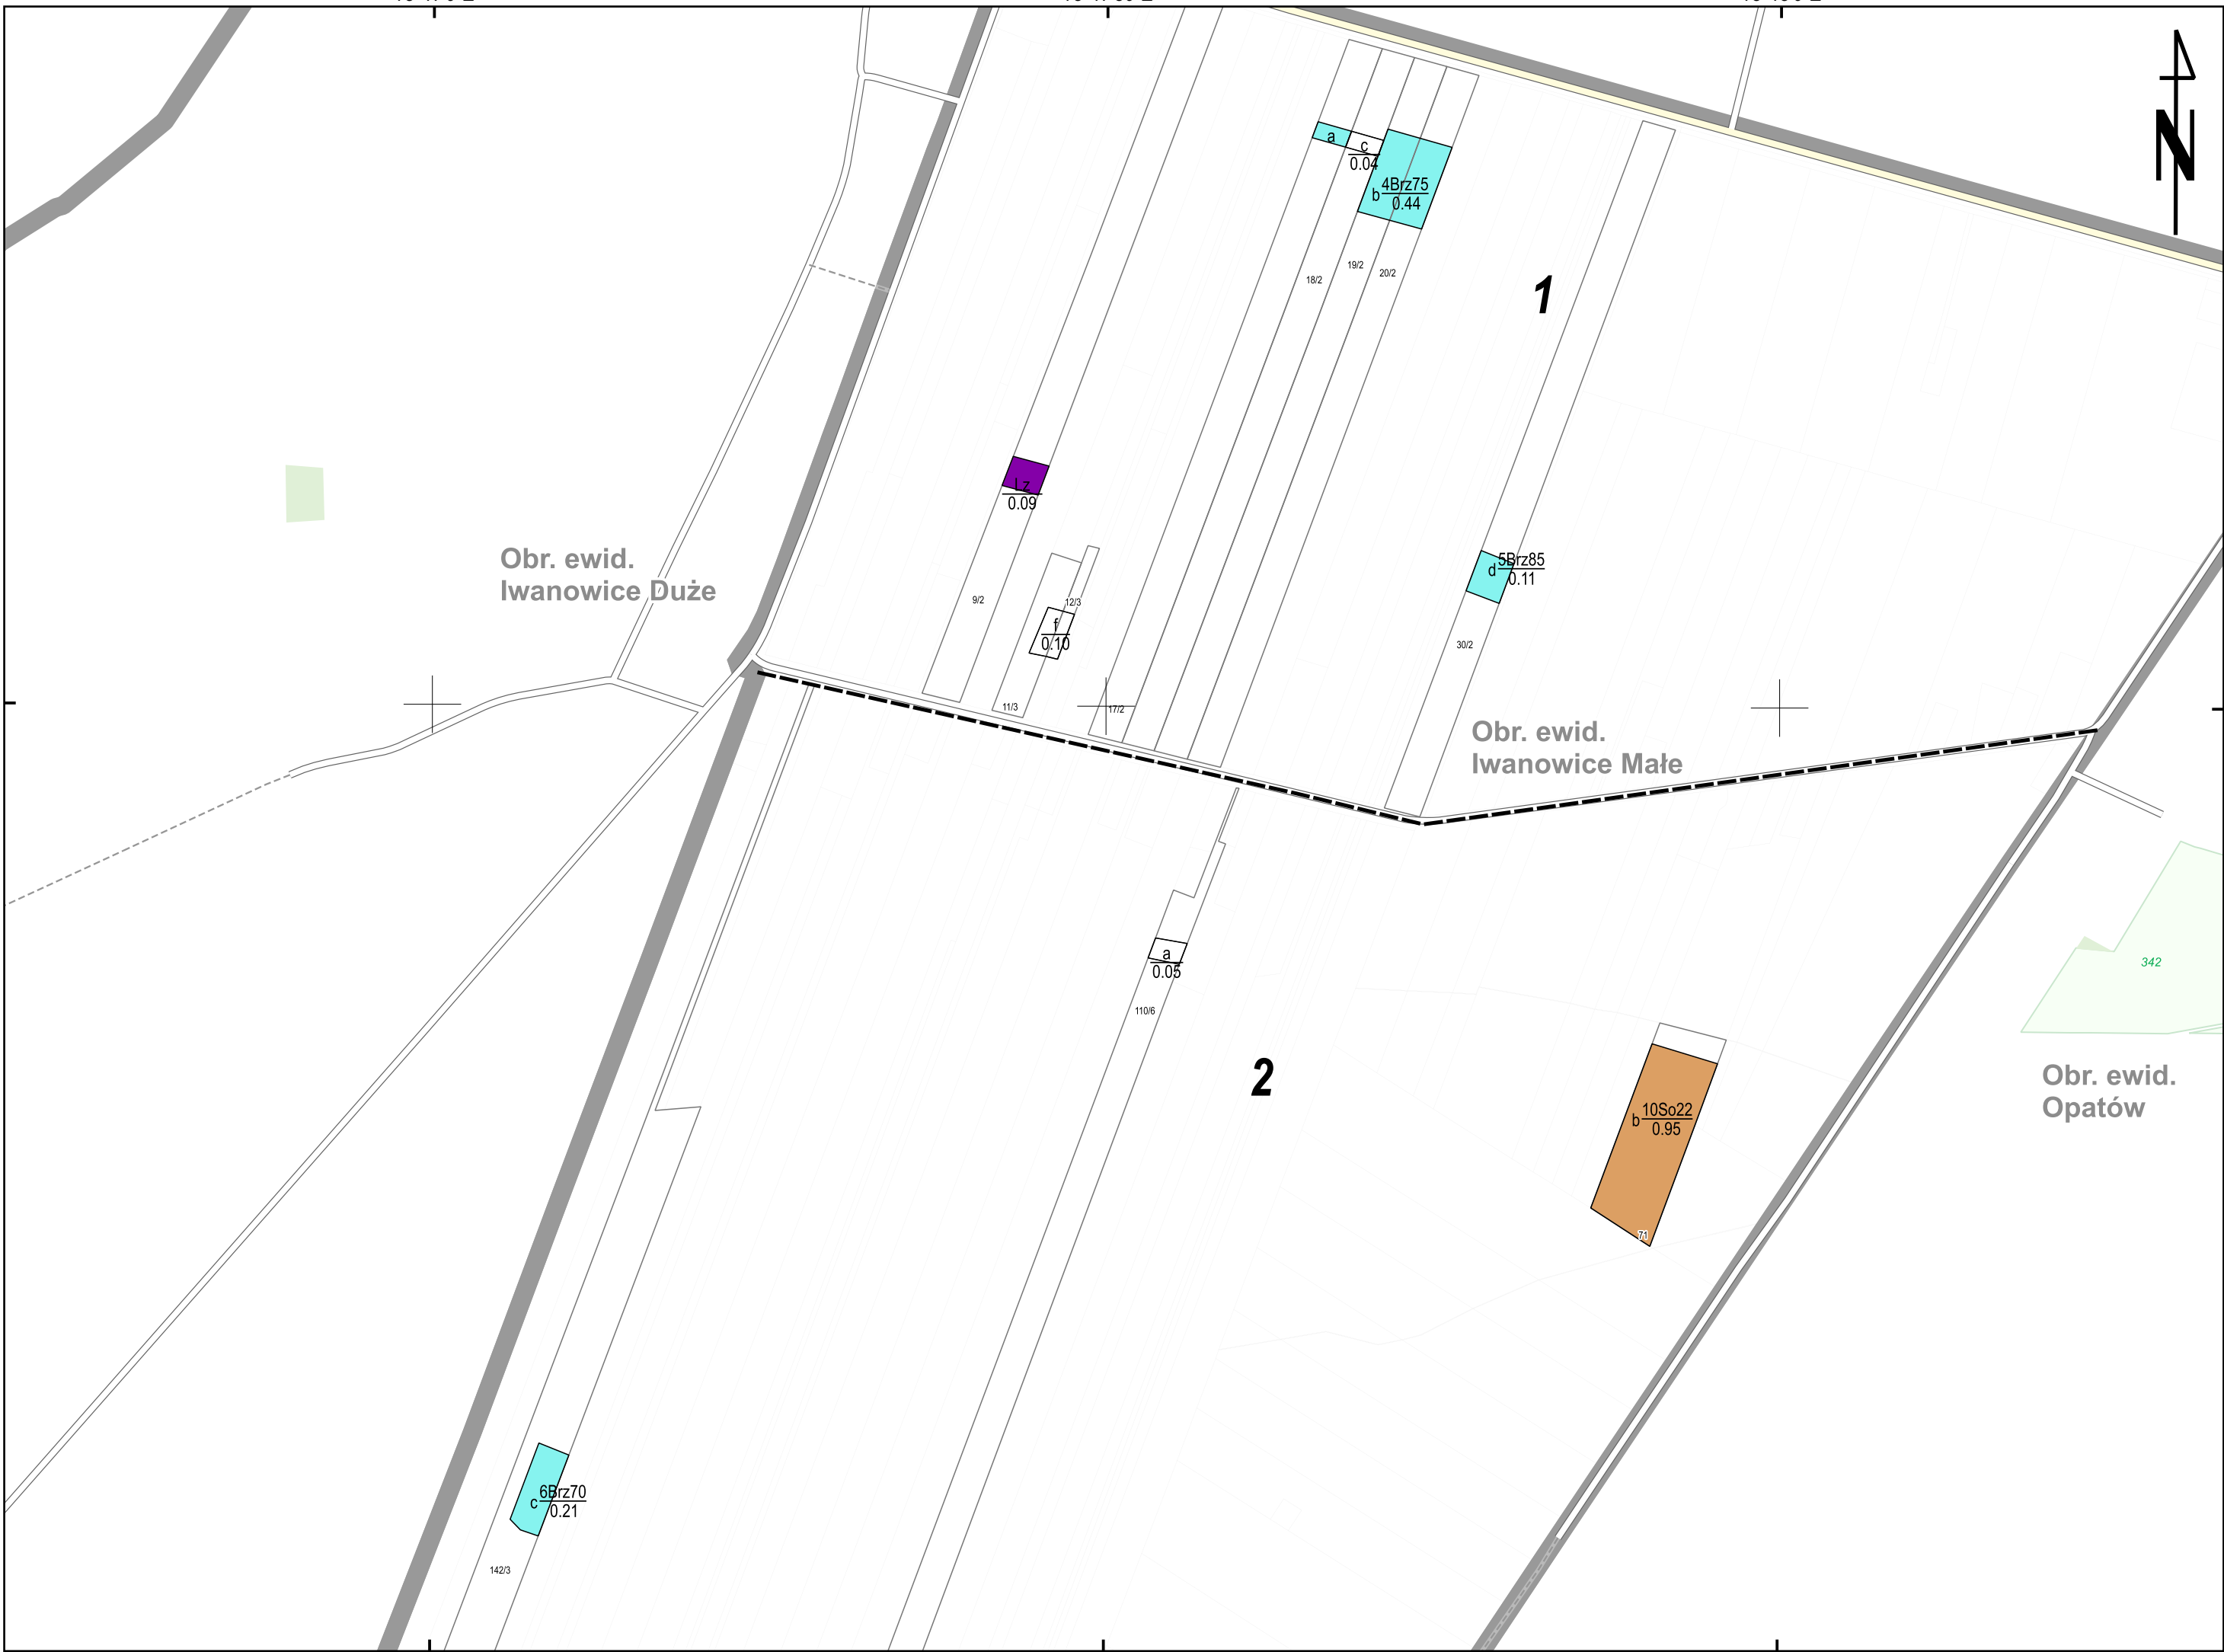 N
a
c
0.04
4Brz75
b
0.44
19/2
20/2
18/2
1
Lz
0.09
Obr. ewid.
Iwanowice Duże
5Brz85
d
0.11
9/2
12/3
f
0.10
30/2
11/3
17/2
Obr. ewid.
Iwanowice Małe
a
0.05
342
110/6
2
Obr. ewid.
Opatów
10So22
b
0.95
71
6Brz70
c
0.21
142/3